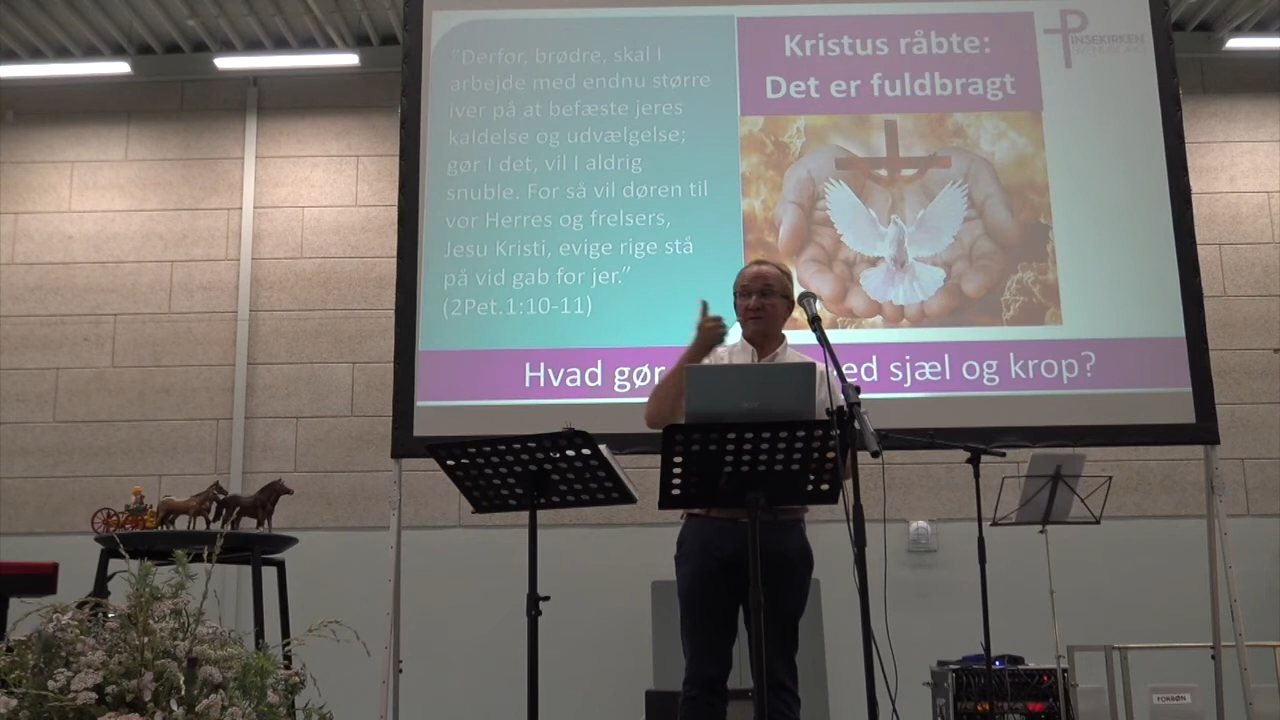 "Derfor, brødre, skal I
arbejde med endnu større
iver på at befæste jeres
kaldelse og udvælgelse;
gør I det, vil I aldrig
snuble. For så vil døren til
vor Herres og frelsers,
Jesu Kristi, evige rige stå
på vid gab for jer."
(2Pet.1:10-11)
Kristus råbte:
Det er fuldbragt
PINSEKIRKEN
Hvad gør ed sjæl og krop?
acer
FORBØN